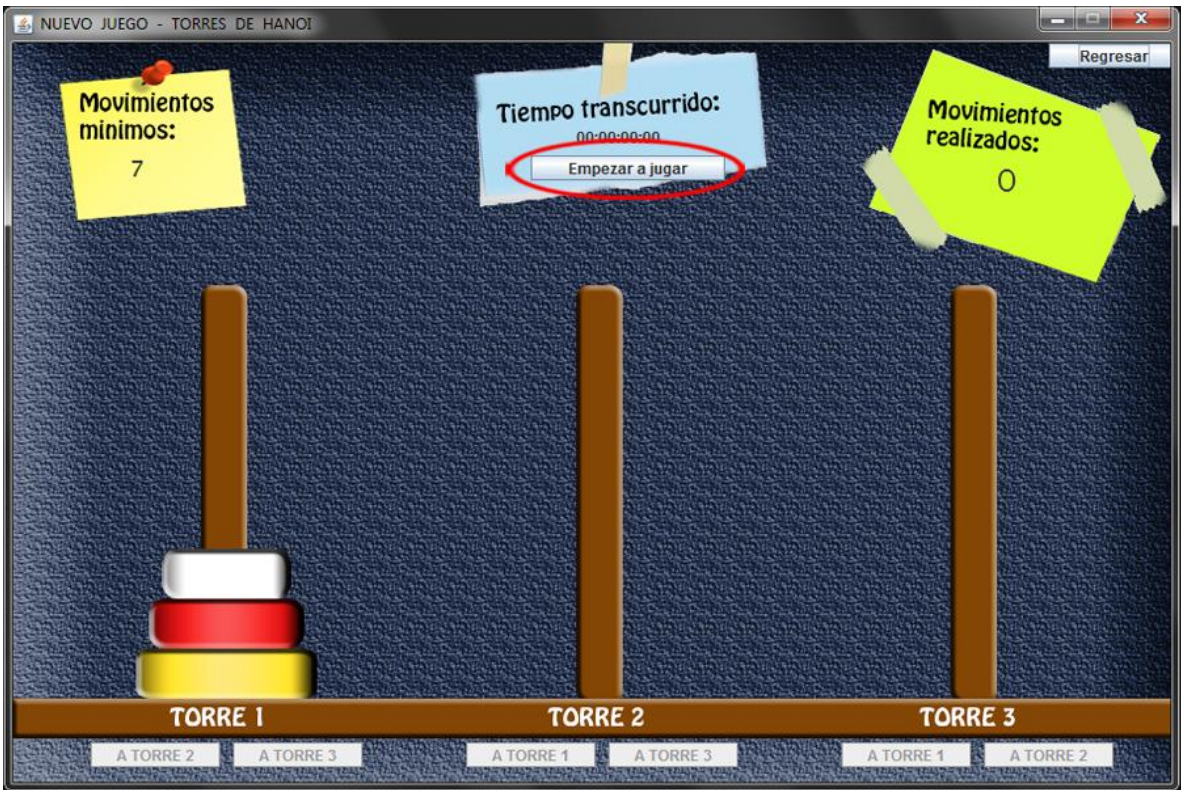 NUEVO JUEGO - TORRES DE HANOI
Regresar
Movimientos
minimos:
7
Tiempo transcurrido:
00:00:00:00
Empezar a jugar
Movimientos
realizados:
0
TORRE 1
TORRE 2
TORRE 3
A TORRE 2
A TORRE 3
A TORRE 1
A TORRE 3
A TORRE 1
A TORRE 2